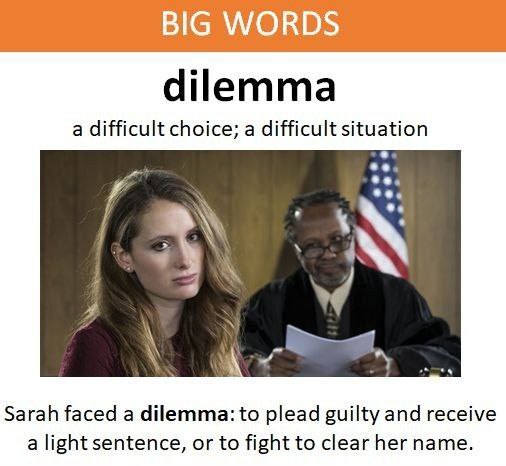 BIG WORDS
dilemma
a difficult choice; a difficult situation
Sarah faced a dilemma: to plead guilty and receive
a light sentence, or to fight to clear her name.